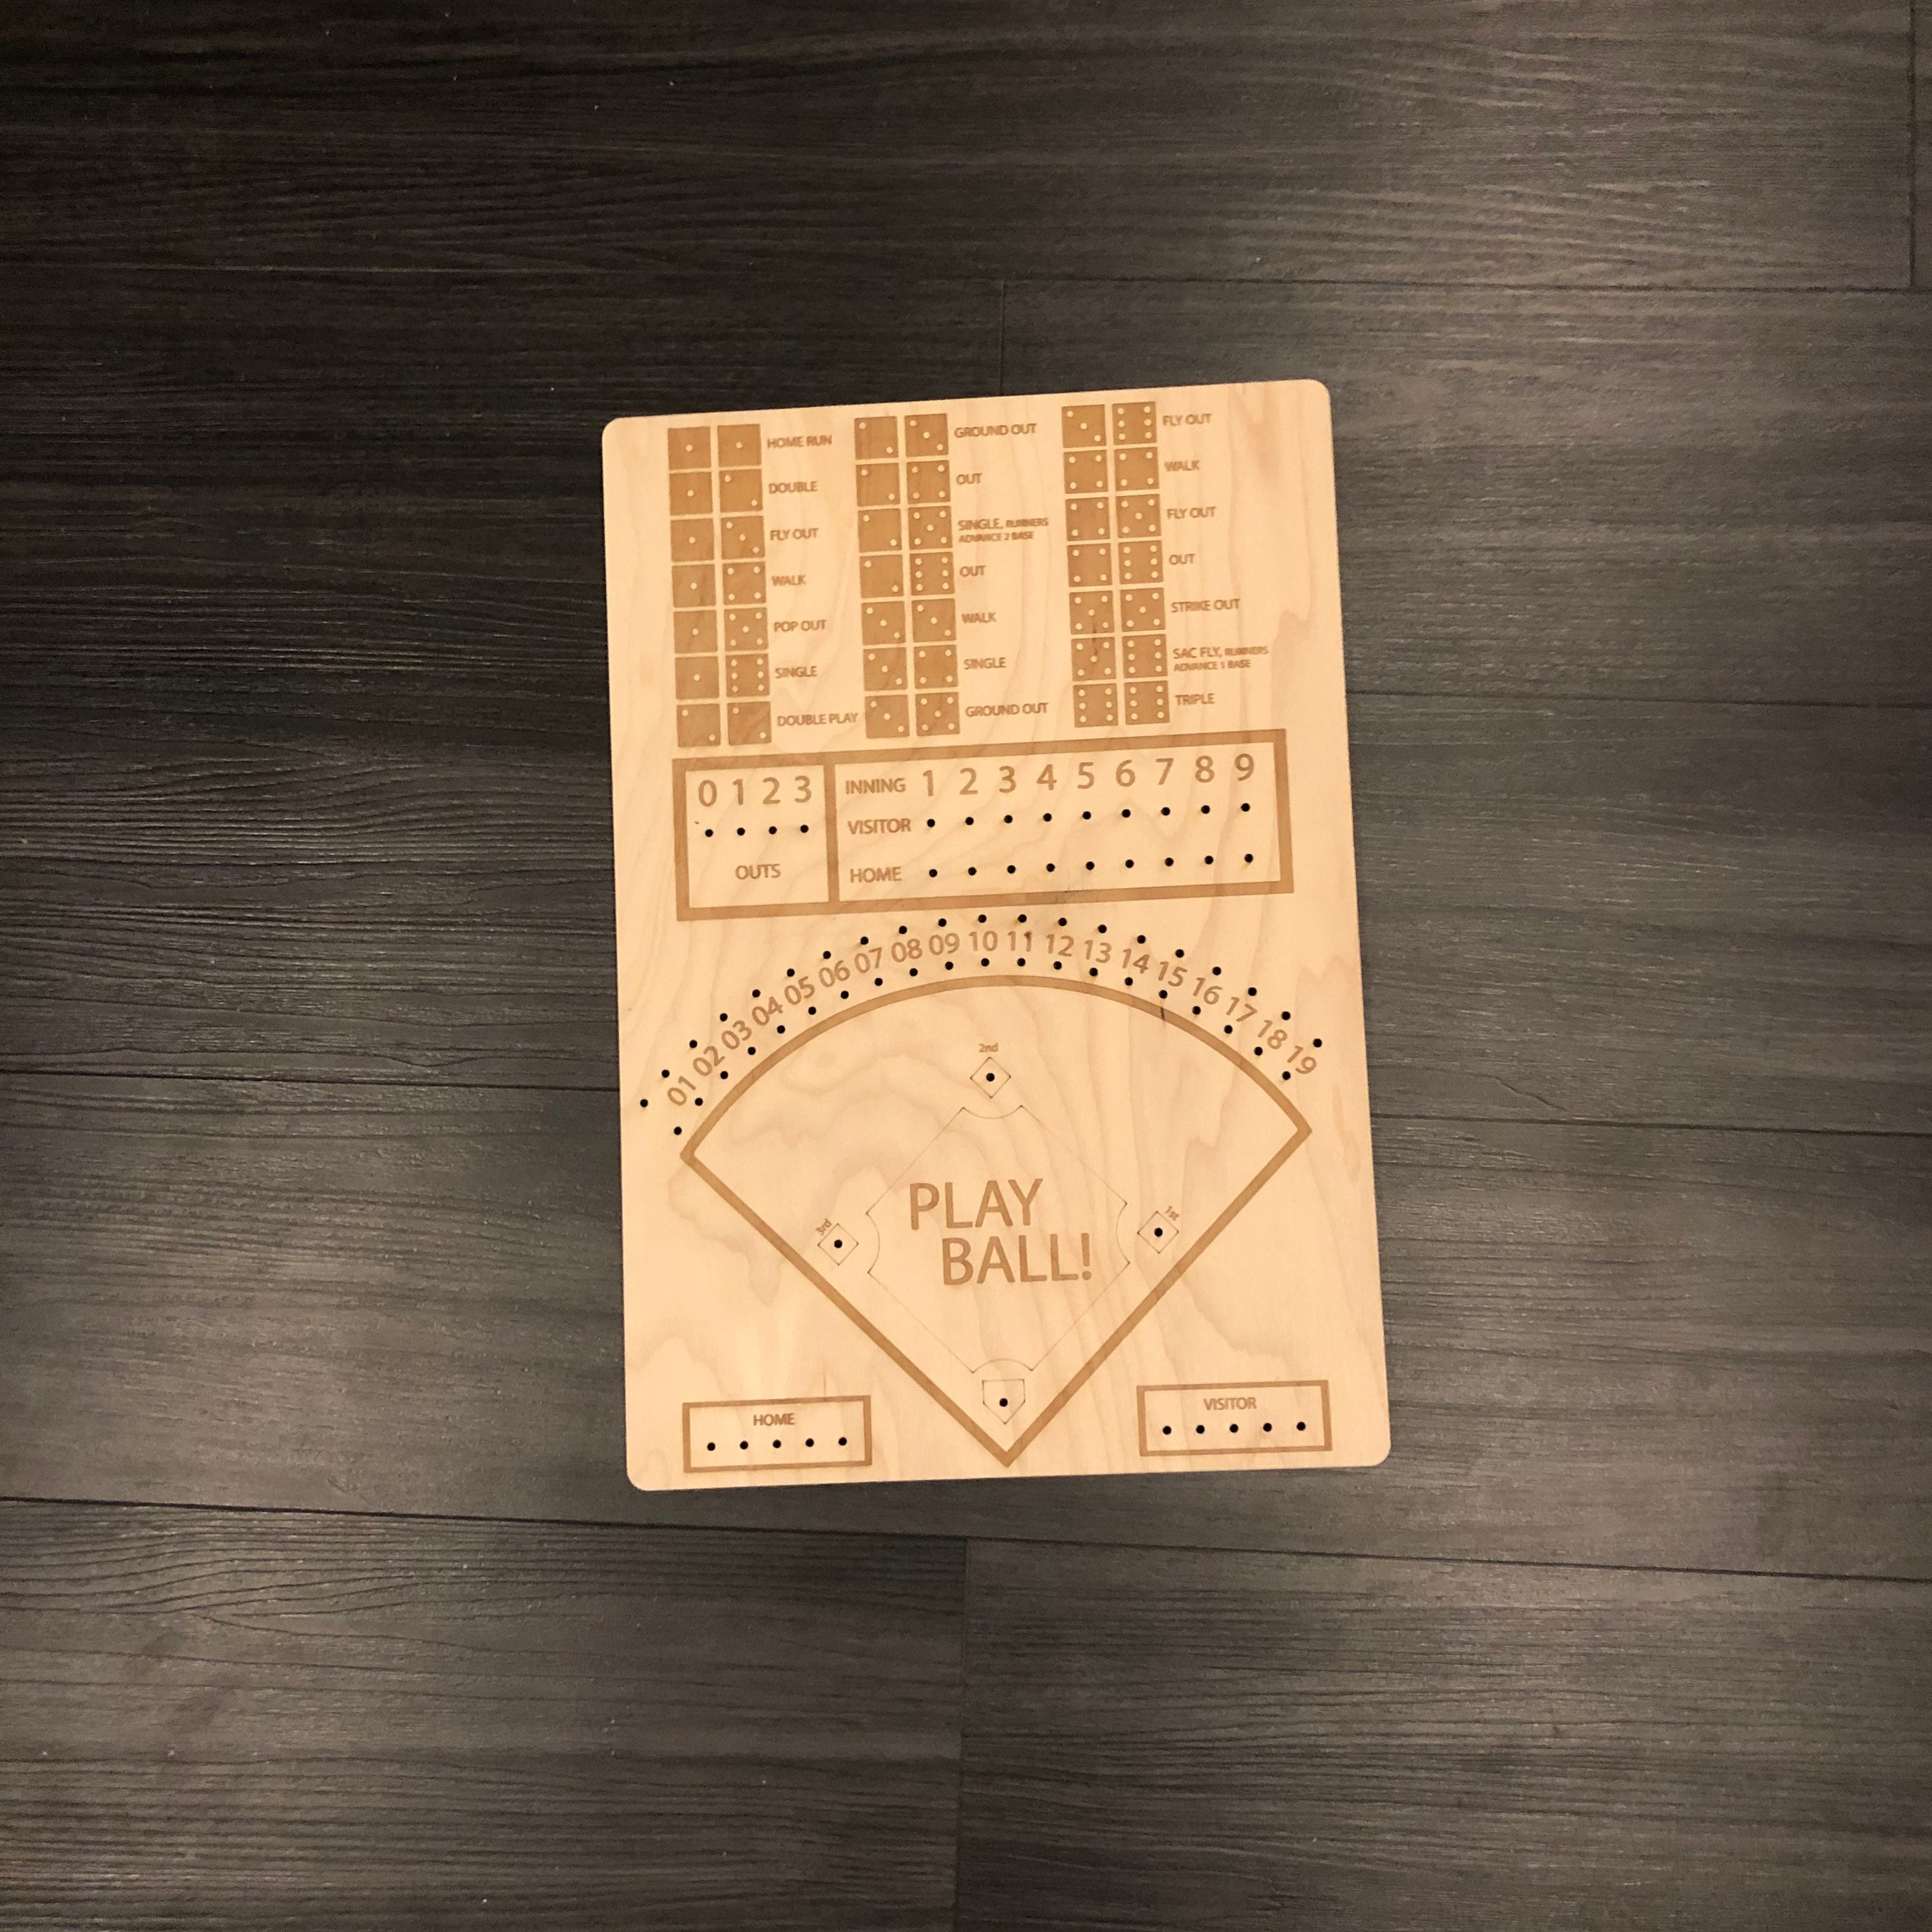 HOME RUN
DOUBLE
FLY OUT
WALK
POP OUT
SINGLE
DOUBLE PLAY
GROUND OUT
OUT
SINGLE, RUNNERS
ADVANCE 2 BASE
OUT
WALK
SINGLE
GROUND OUT
FLY OUT
WALK
FLY OUT
OUT
STRIKE OUT
SAC FLY, RUNNERS
ADVANCE 1 BASE
TRIPLE
0 1 2 3
OUTS
INNING 1 2 3 4 5 6 7 8 9
VISITOR
HOME
01 02 03 04 05 06 07 08 09 10 11 12 13 14 15 16 17 18 19
2nd
3rd
1st
PLAY
BALL!
HOME
VISITOR